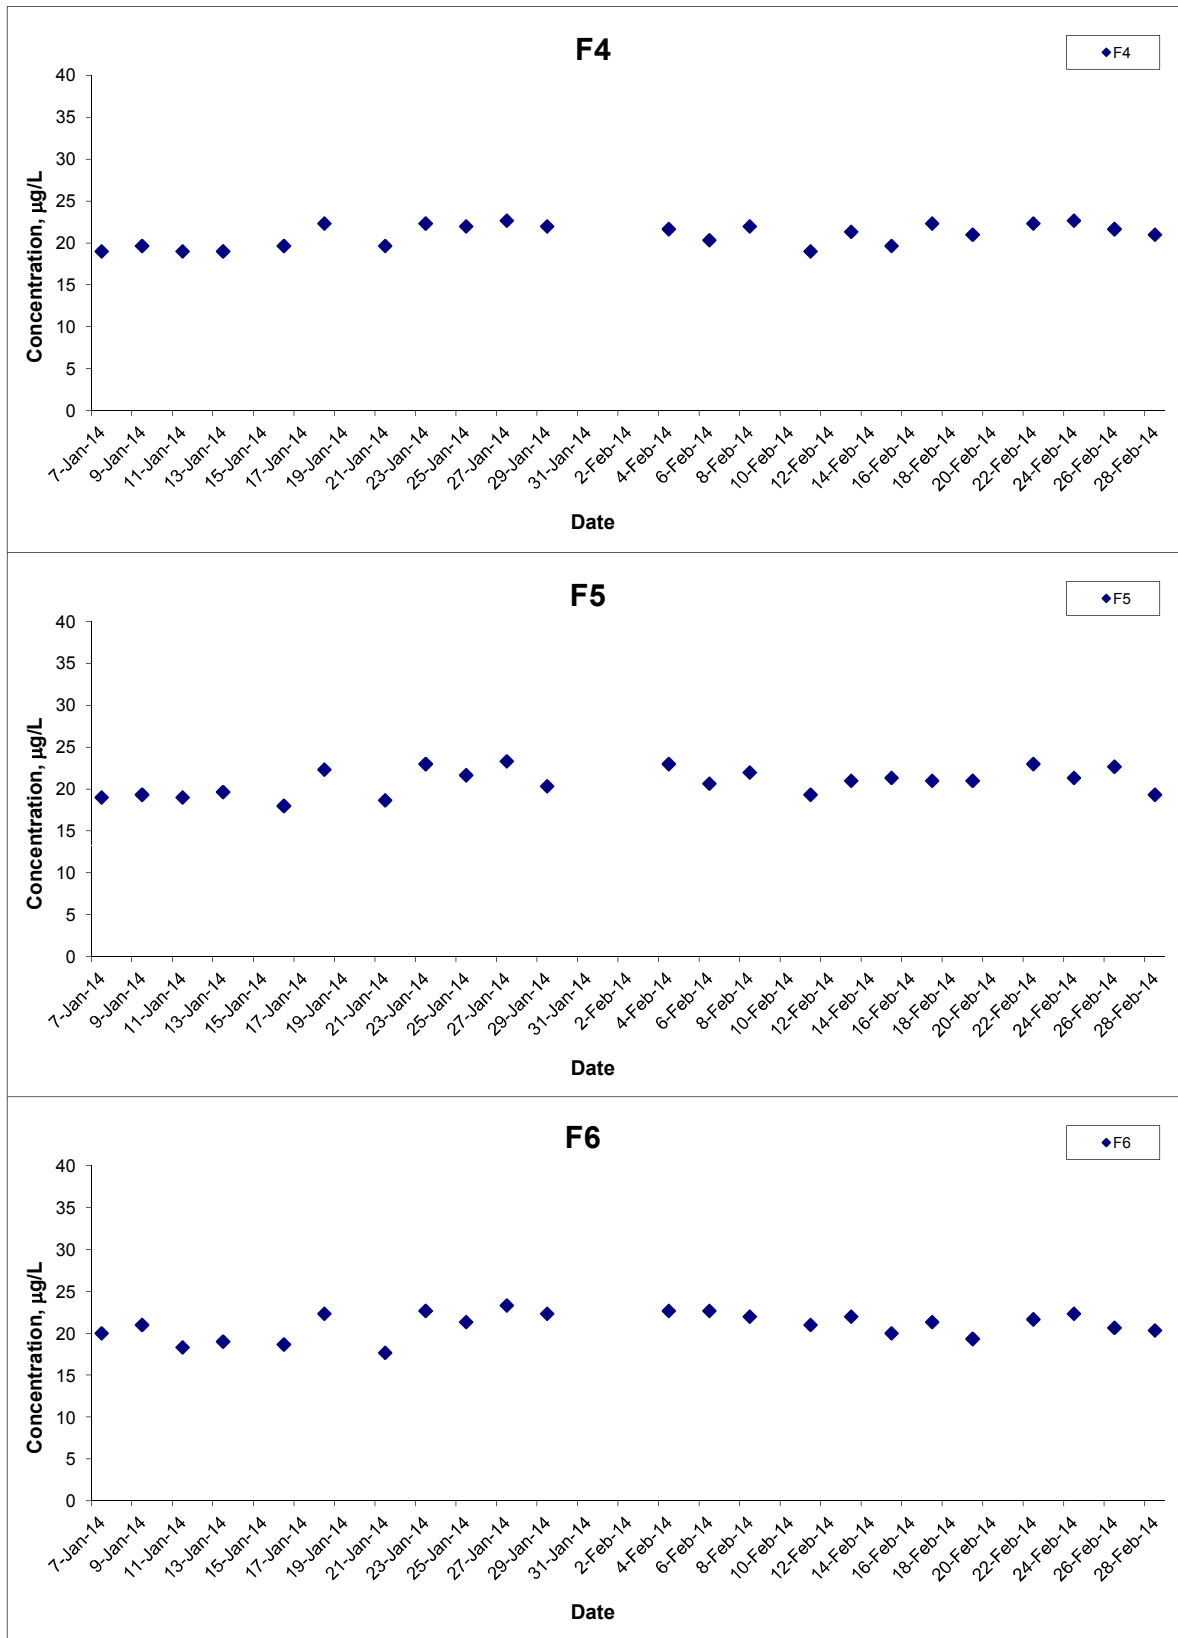 F4
F4
40
35
30
25
20
15
10
5
0
Concentration, µg/L
7-Jan-14
9-Jan-14
11-Jan-14
13-Jan-14
15-Jan-14
17-Jan-14
19-Jan-14
21-Jan-14
23-Jan-14
25-Jan-14
27-Jan-14
29-Jan-14
31-Jan-14
2-Feb-14
4-Feb-14
6-Feb-14
8-Feb-14
10-Feb-14
12-Feb-14
14-Feb-14
16-Feb-14
18-Feb-14
20-Feb-14
22-Feb-14
24-Feb-14
26-Feb-14
28-Feb-14
Date
F5
F5
40
35
30
25
20
15
10
5
0
Concentration, µg/L
7-Jan-14
9-Jan-14
11-Jan-14
13-Jan-14
15-Jan-14
17-Jan-14
19-Jan-14
21-Jan-14
23-Jan-14
25-Jan-14
27-Jan-14
29-Jan-14
31-Jan-14
2-Feb-14
4-Feb-14
6-Feb-14
8-Feb-14
10-Feb-14
12-Feb-14
14-Feb-14
16-Feb-14
18-Feb-14
20-Feb-14
22-Feb-14
24-Feb-14
26-Feb-14
28-Feb-14
Date
F6
F6
40
35
30
25
20
15
10
5
0
Concentration, µg/L
7-Jan-14
9-Jan-14
11-Jan-14
13-Jan-14
15-Jan-14
17-Jan-14
19-Jan-14
21-Jan-14
23-Jan-14
25-Jan-14
27-Jan-14
29-Jan-14
31-Jan-14
2-Feb-14
4-Feb-14
6-Feb-14
8-Feb-14
10-Feb-14
12-Feb-14
14-Feb-14
16-Feb-14
18-Feb-14
20-Feb-14
22-Feb-14
24-Feb-14
26-Feb-14
28-Feb-14
Date